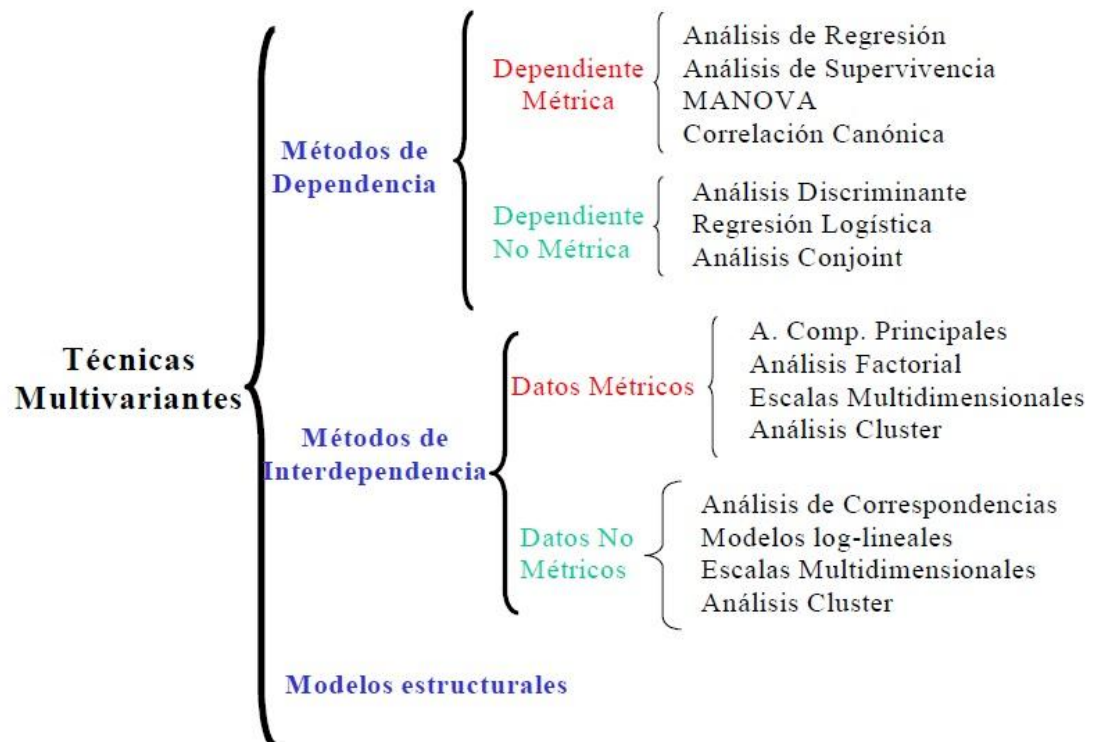 Técnicas
Multivariantes
Métodos de
Dependencia
Dependiente
Métrica
Análisis de Regresión
Análisis de Supervivencia
MANOVA
Correlación Canónica
Dependiente
No Métrica
Análisis Discriminante
Regresión Logística
Análisis Conjoint
Métodos de
Interdependencia
Datos Métricos
A. Comp. Principales
Análisis Factorial
Escalas Multidimensionales
Análisis Cluster
Datos No
Métricos
Análisis de Correspondencias
Modelos log-lineales
Escalas Multidimensionales
Análisis Cluster
Modelos estructurales